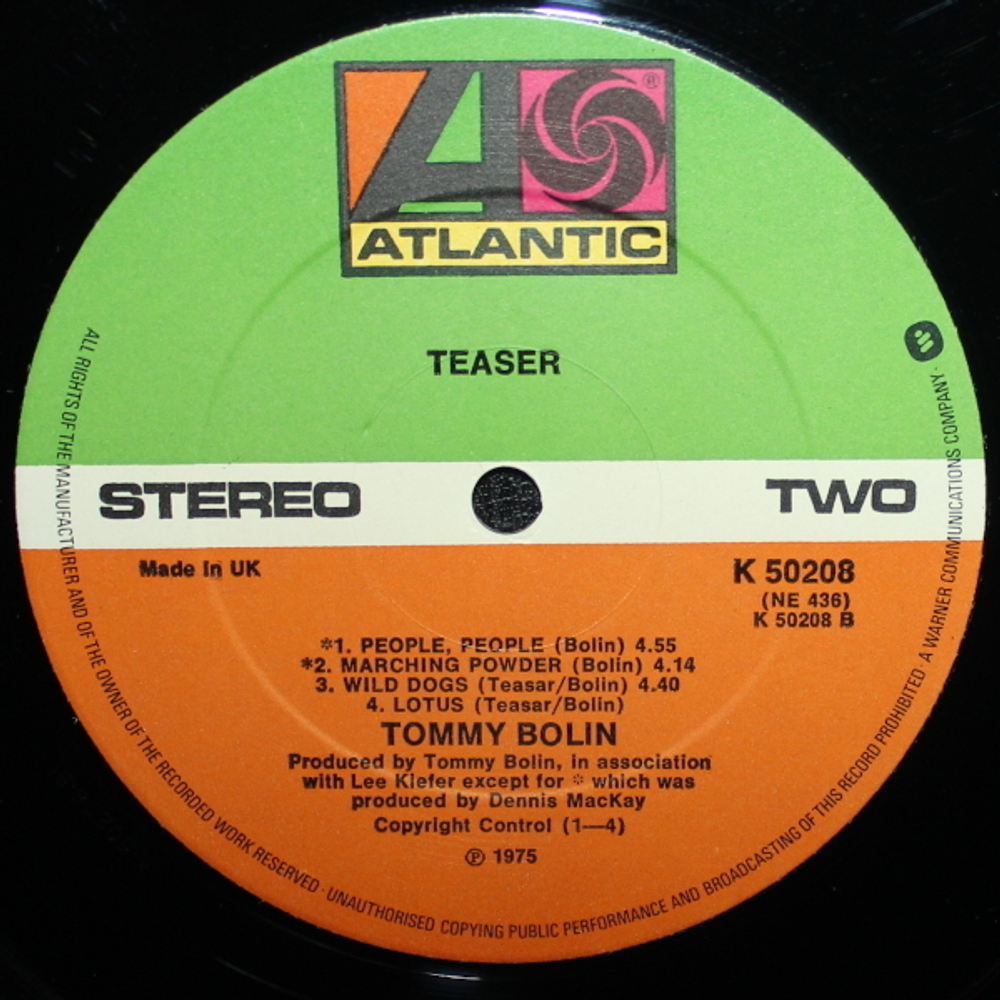 ®
ATLANTIC
TEASER
STEREO
TWO
Made in UK
K 50208
(NE 436)
K 50208 B
*1. PEOPLE, PEOPLE (Bolin) 4.55
*2. MARCHING POWDER (Bolin) 4.14
3. WILD DOGS (Teasar/Bolin) 4.40
4. LOTUS (Teasar/Bolin)
TOMMY BOLIN
Produced by Tommy Bolin, in association
with Lee Kiefer except for * which was
produced by Dennis MacKay
Copyright Control (1—4)
℗ 1975
ALL RIGHTS OF THE MANUFACTURER AND OF THE OWNER OF THE RECORDED WORK RESERVED · UNAUTHORISED COPYING PUBLIC PERFORMANCE AND BROADCASTING OF THIS RECORD PROHIBITED · A WARNER COMMUNICATIONS COMPANY ·